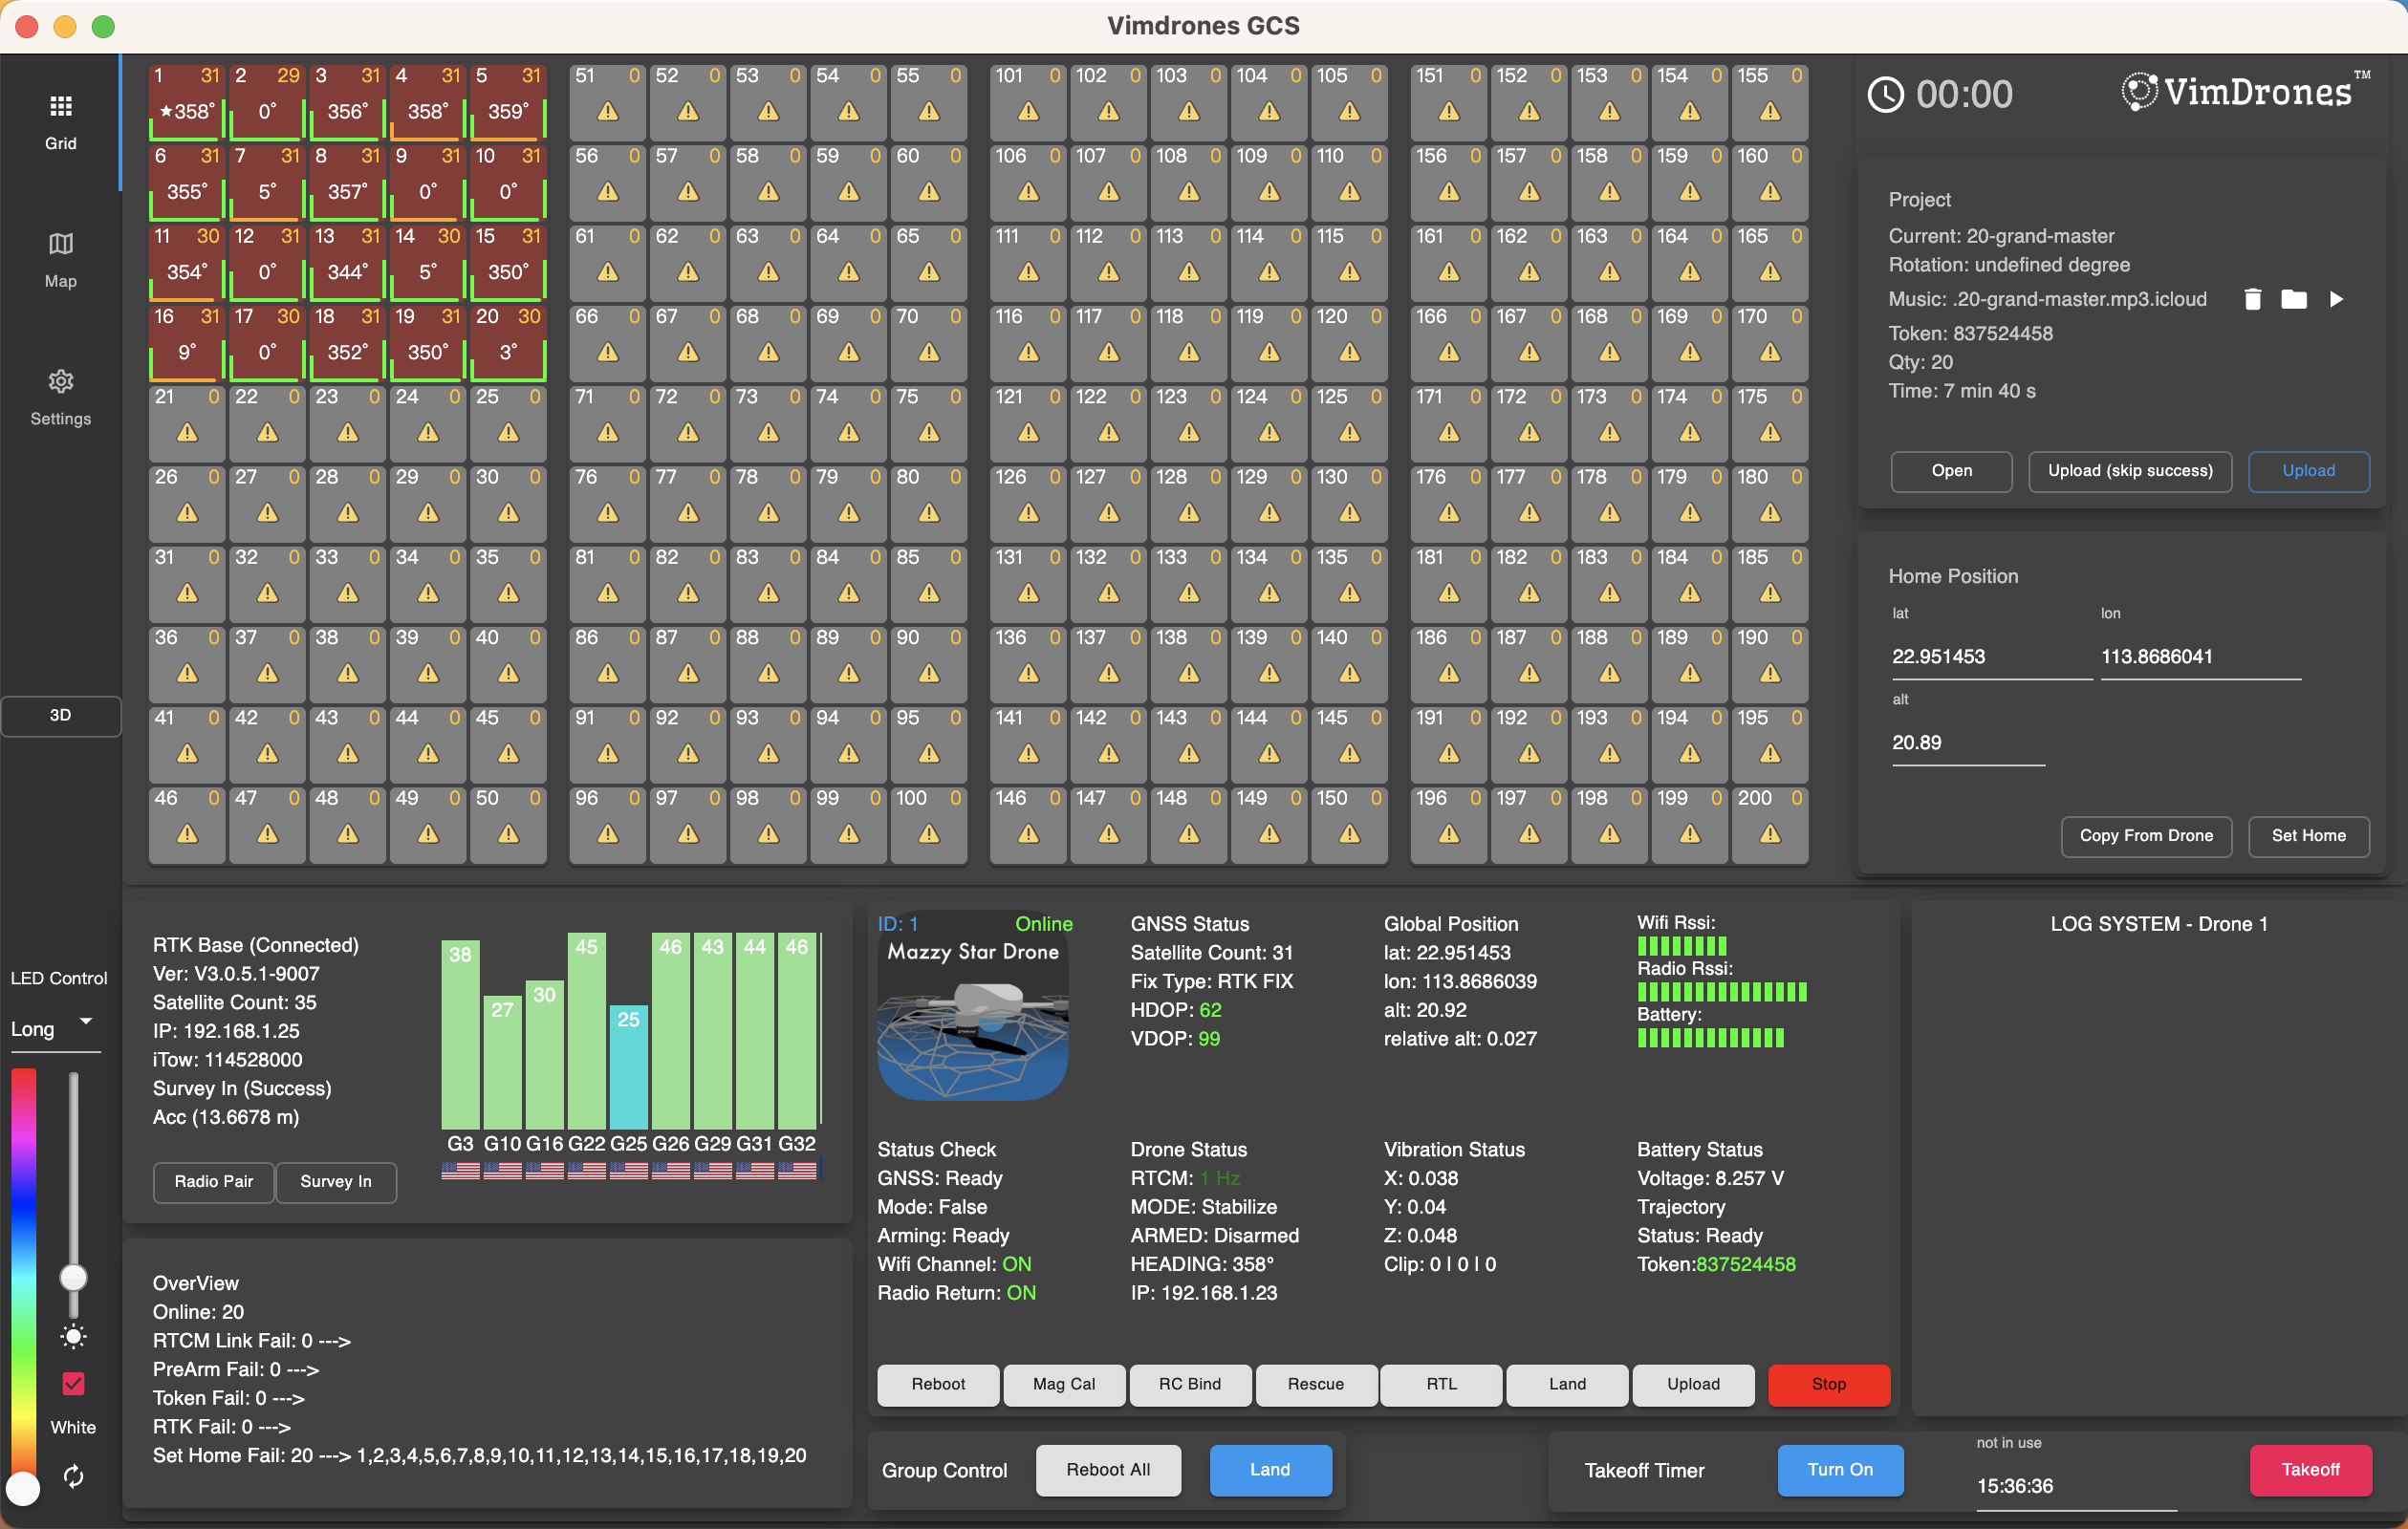 Vimdrones GCS
Grid
Map
Settings
3D
LED Control
Long
White
1 31 2 29 3 31 4 31 5 31
★358° 0° 356° 358° 359°
6 31 7 31 8 31 9 31 10 31
355° 5° 357° 0° 0°
11 30 12 31 13 31 14 30 15 31
354° 0° 344° 5° 350°
16 31 17 30 18 31 19 31 20 30
9° 0° 352° 350° 3°
21 0 22 0 23 0 24 0 25 0
26 0 27 0 28 0 29 0 30 0
31 0 32 0 33 0 34 0 35 0
36 0 37 0 38 0 39 0 40 0
41 0 42 0 43 0 44 0 45 0
46 0 47 0 48 0 49 0 50 0
51 0 52 0 53 0 54 0 55 0
56 0 57 0 58 0 59 0 60 0
61 0 62 0 63 0 64 0 65 0
66 0 67 0 68 0 69 0 70 0
71 0 72 0 73 0 74 0 75 0
76 0 77 0 78 0 79 0 80 0
81 0 82 0 83 0 84 0 85 0
86 0 87 0 88 0 89 0 90 0
91 0 92 0 93 0 94 0 95 0
96 0 97 0 98 0 99 0 100 0
101 0 102 0 103 0 104 0 105 0
106 0 107 0 108 0 109 0 110 0
111 0 112 0 113 0 114 0 115 0
116 0 117 0 118 0 119 0 120 0
121 0 122 0 123 0 124 0 125 0
126 0 127 0 128 0 129 0 130 0
131 0 132 0 133 0 134 0 135 0
136 0 137 0 138 0 139 0 140 0
141 0 142 0 143 0 144 0 145 0
146 0 147 0 148 0 149 0 150 0
151 0 152 0 153 0 154 0 155 0
156 0 157 0 158 0 159 0 160 0
161 0 162 0 163 0 164 0 165 0
166 0 167 0 168 0 169 0 170 0
171 0 172 0 173 0 174 0 175 0
176 0 177 0 178 0 179 0 180 0
181 0 182 0 183 0 184 0 185 0
186 0 187 0 188 0 189 0 190 0
191 0 192 0 193 0 194 0 195 0
196 0 197 0 198 0 199 0 200 0
00:00
VimDrones™
Project
Current: 20-grand-master
Rotation: undefined degree
Music: .20-grand-master.mp3.icloud
Token: 837524458
Qty: 20
Time: 7 min 40 s
Open Upload (skip success) Upload
Home Position
lat lon
22.951453 113.8686041
alt
20.89
Copy From Drone Set Home
RTK Base (Connected)
Ver: V3.0.5.1-9007
Satellite Count: 35
IP: 192.168.1.25
iTow: 114528000
Survey In (Success)
Acc (13.6678 m)
Radio Pair Survey In
38 27 30 45 25 46 43 44 46
G3 G10 G16 G22 G25 G26 G29 G31 G32
OverView
Online: 20
RTCM Link Fail: 0 --->
PreArm Fail: 0 --->
Token Fail: 0 --->
RTK Fail: 0 --->
Set Home Fail: 20 ---> 1,2,3,4,5,6,7,8,9,10,11,12,13,14,15,16,17,18,19,20
ID: 1 Online
Mazzy Star Drone
GNSS Status
Satellite Count: 31
Fix Type: RTK FIX
HDOP: 62
VDOP: 99
Global Position
lat: 22.951453
lon: 113.8686039
alt: 20.92
relative alt: 0.027
Wifi Rssi:
Radio Rssi:
Battery:
Status Check
GNSS: Ready
Mode: False
Arming: Ready
Wifi Channel: ON
Radio Return: ON
Drone Status
RTCM: 1 Hz
MODE: Stabilize
ARMED: Disarmed
HEADING: 358°
IP: 192.168.1.23
Vibration Status
X: 0.038
Y: 0.04
Z: 0.048
Clip: 0 | 0 | 0
Battery Status
Voltage: 8.257 V
Trajectory
Status: Ready
Token:837524458
Reboot Mag Cal RC Bind Rescue RTL Land Upload Stop
LOG SYSTEM - Drone 1
Group Control Reboot All Land
Takeoff Timer Turn On
not in use
15:36:36
Takeoff